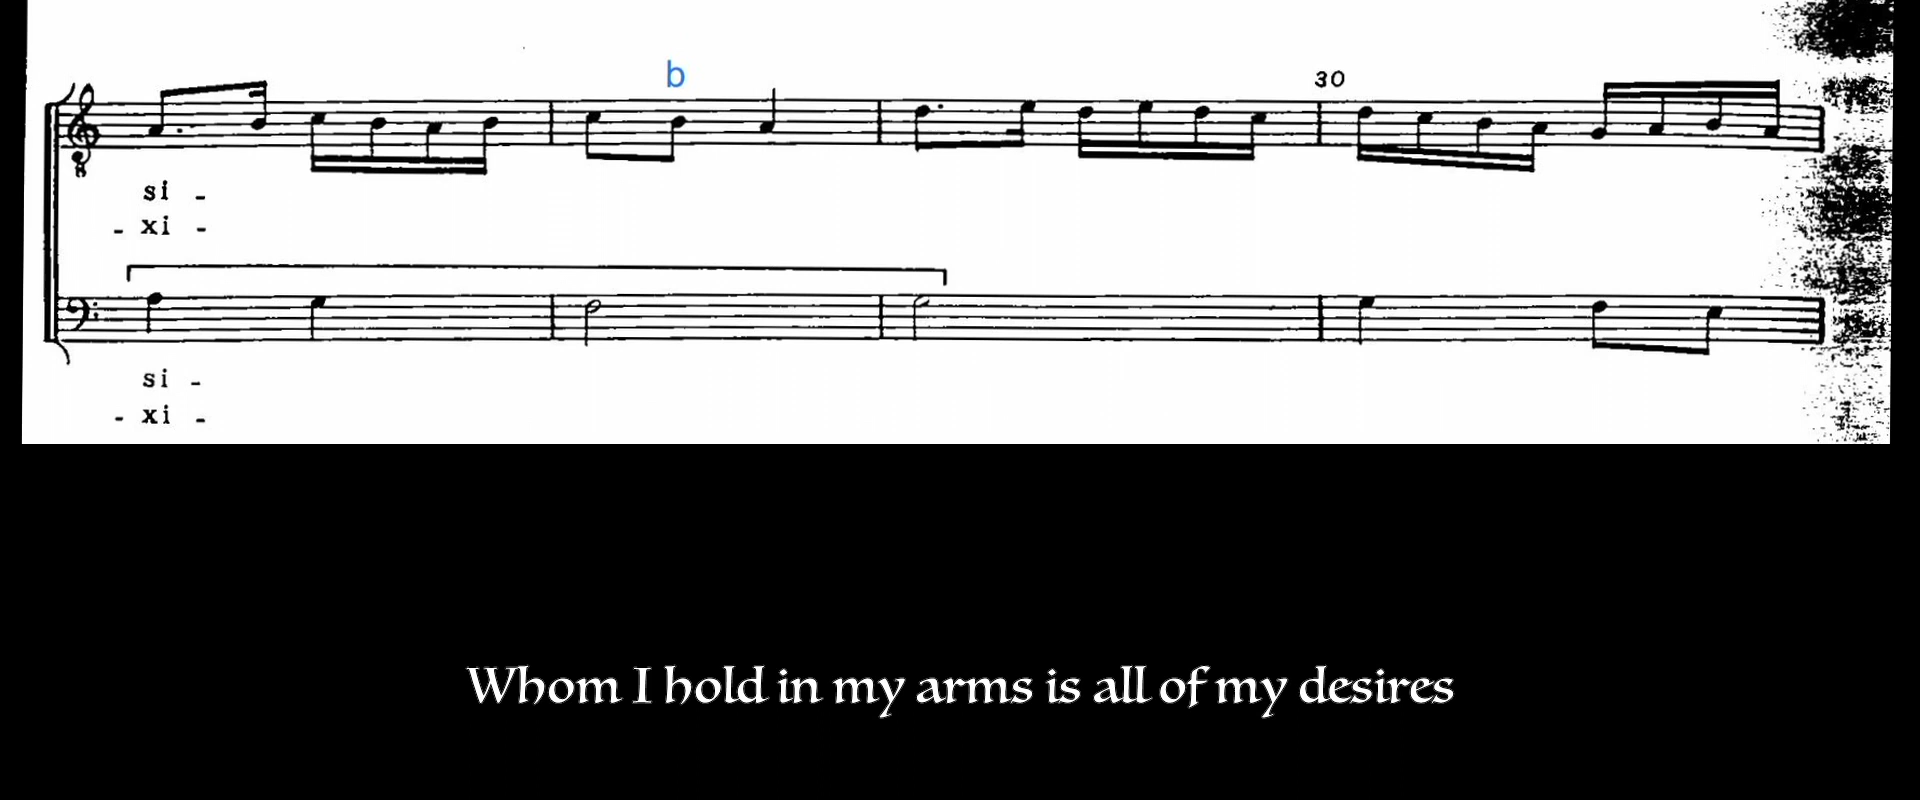 b
30
si -
- xi -
si -
- xi -
Whom I hold in my arms is all of my desires